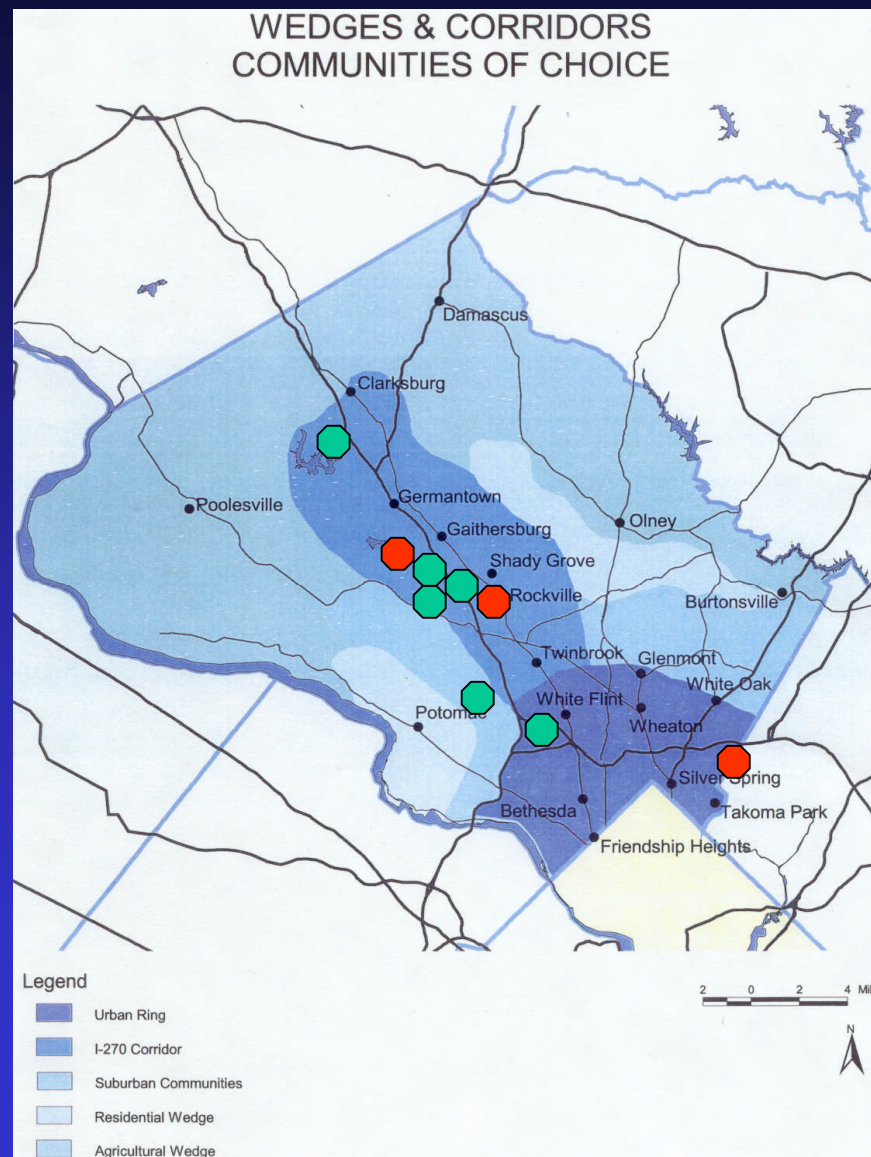 WEDGES & CORRIDORS
COMMUNITIES OF CHOICE
Damascus
Clarksburg
Germantown
Poolesville
Gaithersburg
Olney
Shady Grove
Rockville
Burtonsville
Twinbrook
Glenmont
White Oak
White Flint
Potomac
Wheaton
Silver Spring
Bethesda
Takoma Park
Friendship Heights
Legend
Urban Ring
I-270 Corridor
Suburban Communities
Residential Wedge
Agricultural Wedge
2 0 2 4 Mil
N